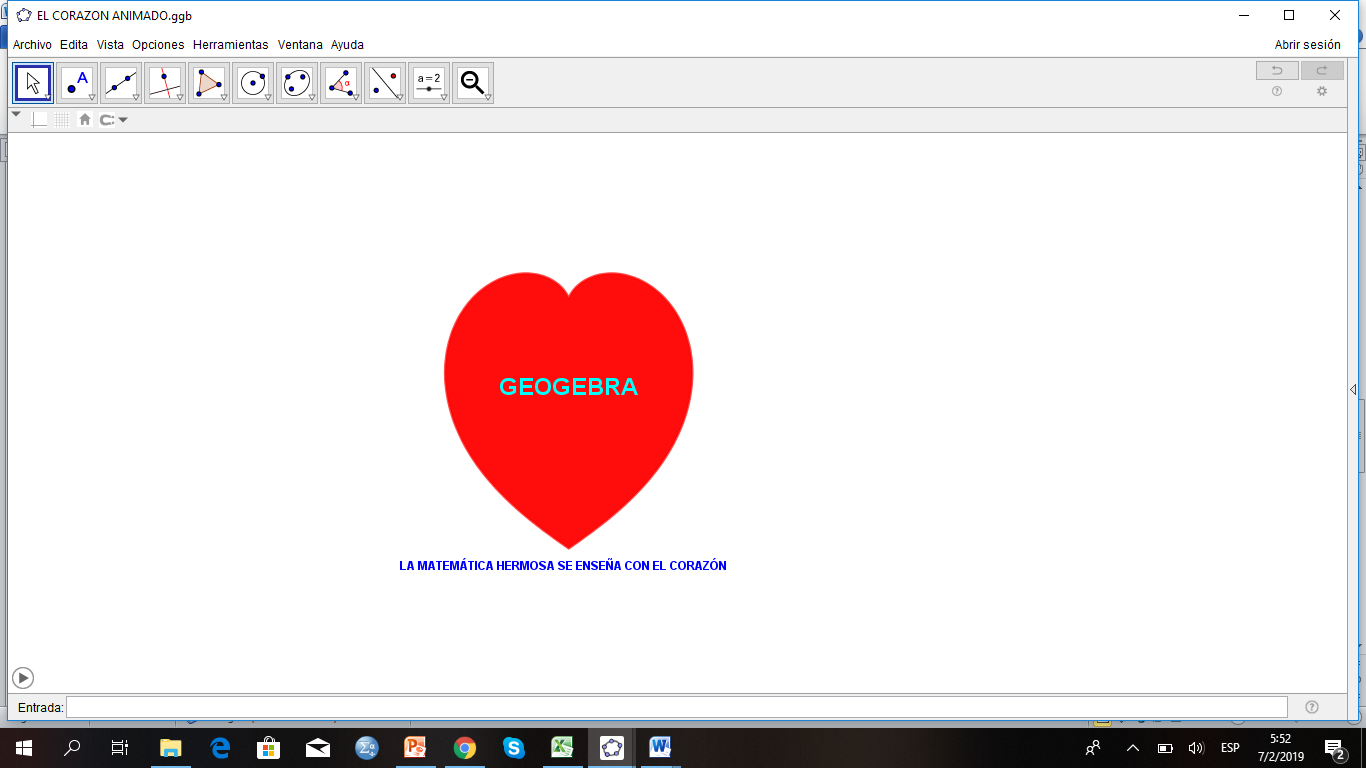 EL CORAZON ANIMADO.ggb
Archivo Edita Vista Opciones Herramientas Ventana Ayuda Abrir sesión
A
α
a=2
GEOGEBRA
LA MATEMÁTICA HERMOSA SE ENSEÑA CON EL CORAZÓN
Entrada:
ESP
5:52
7/2/2019
2